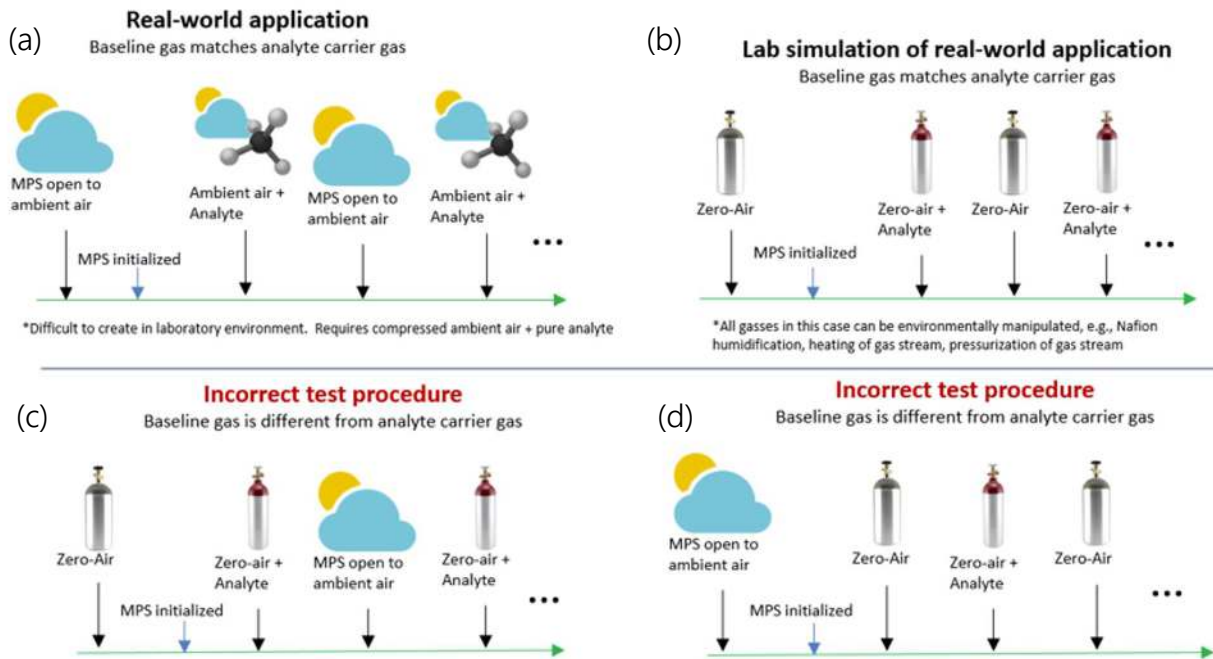 (a)
Real-world application
Baseline gas matches analyte carrier gas
MPS open to
ambient air
Ambient air +
Analyte
MPS open to
ambient air
Ambient air +
Analyte
...
MPS initialized
*Difficult to create in laboratory environment. Requires compressed ambient air + pure analyte
(b)
Lab simulation of real-world application
Baseline gas matches analyte carrier gas
Zero-Air
Zero-air +
Analyte
Zero-Air
Zero-air +
Analyte
...
MPS initialized
*All gasses in this case can be environmentally manipulated, e.g., Nafion
humidification, heating of gas stream, pressurization of gas stream
(c)
Incorrect test procedure
Baseline gas is different from analyte carrier gas
Zero-Air
Zero-air +
Analyte
MPS open to
ambient air
Zero-air +
Analyte
...
MPS initialized
(d)
Incorrect test procedure
Baseline gas is different from analyte carrier gas
MPS open to
ambient air
Zero-Air
Zero-air +
Analyte
Zero-Air
...
MPS initialized